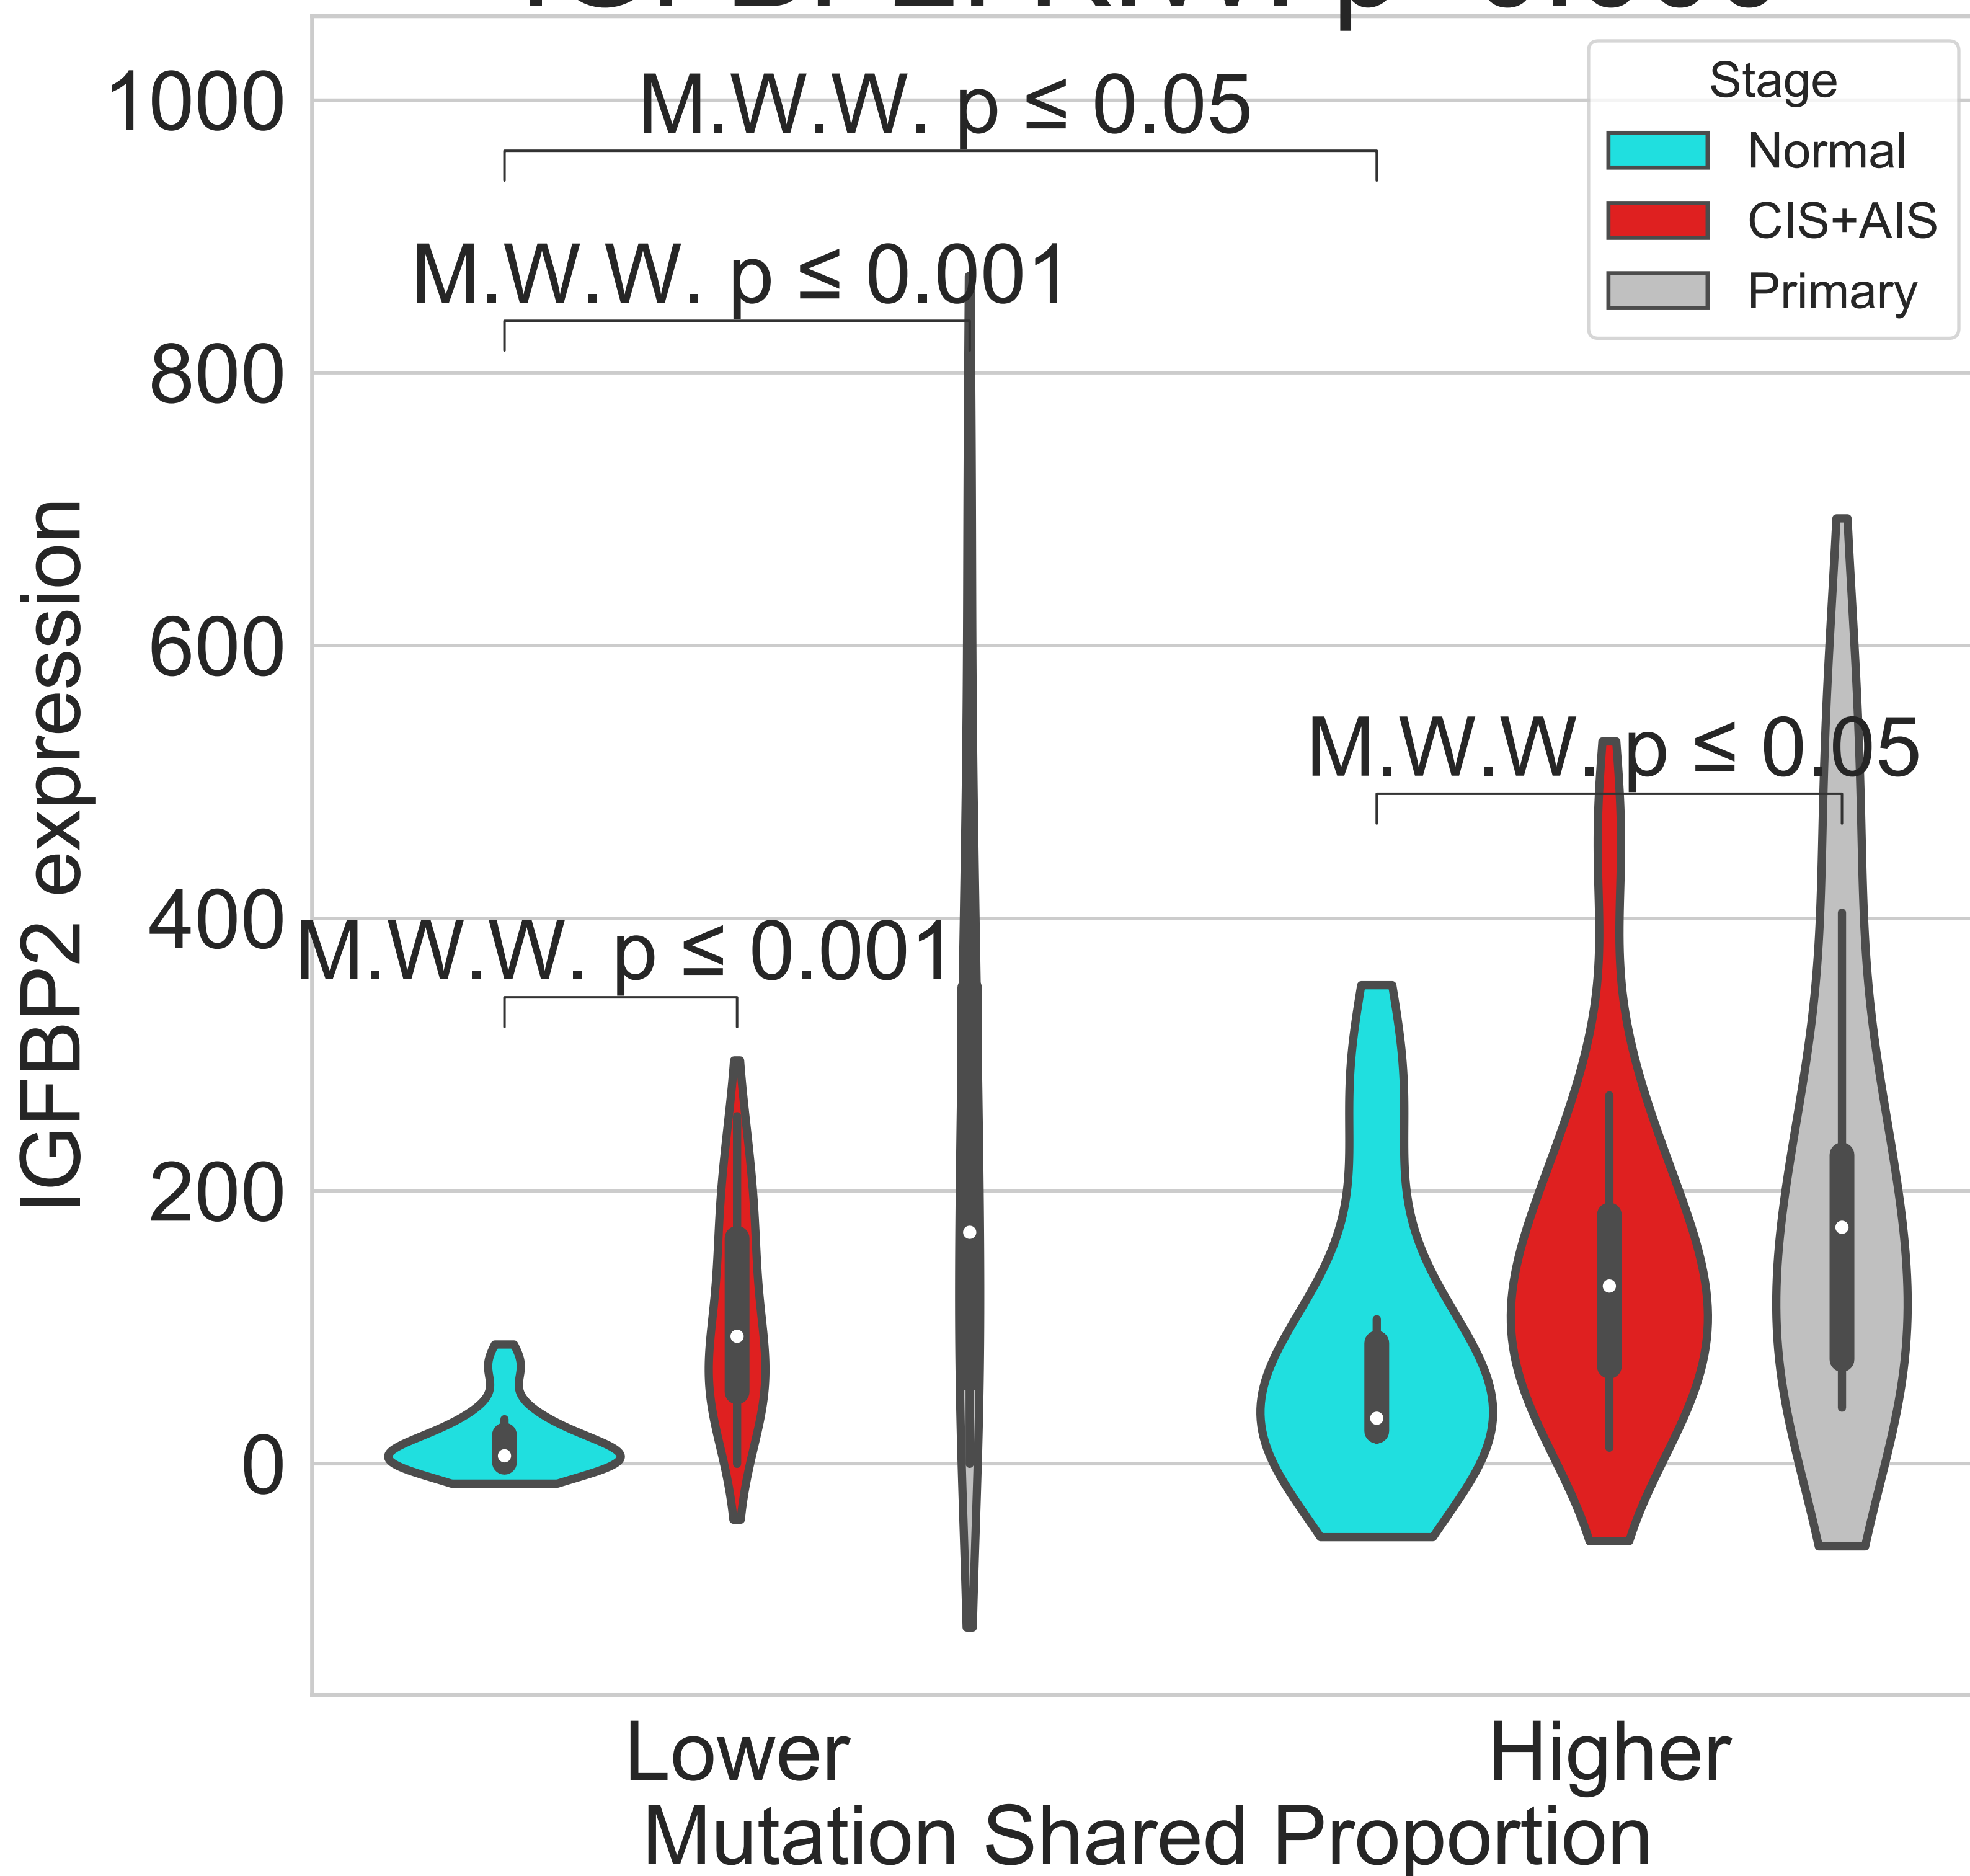 1000
800
600
400
200
0
IGFBP2 expression
M.W.W. p ≤ 0.05
M.W.W. p ≤ 0.001
M.W.W. p ≤ 0.001
M.W.W. p ≤ 0.05
Stage
Normal
CIS+AIS
Primary
Lower
Higher
Mutation Shared Proportion